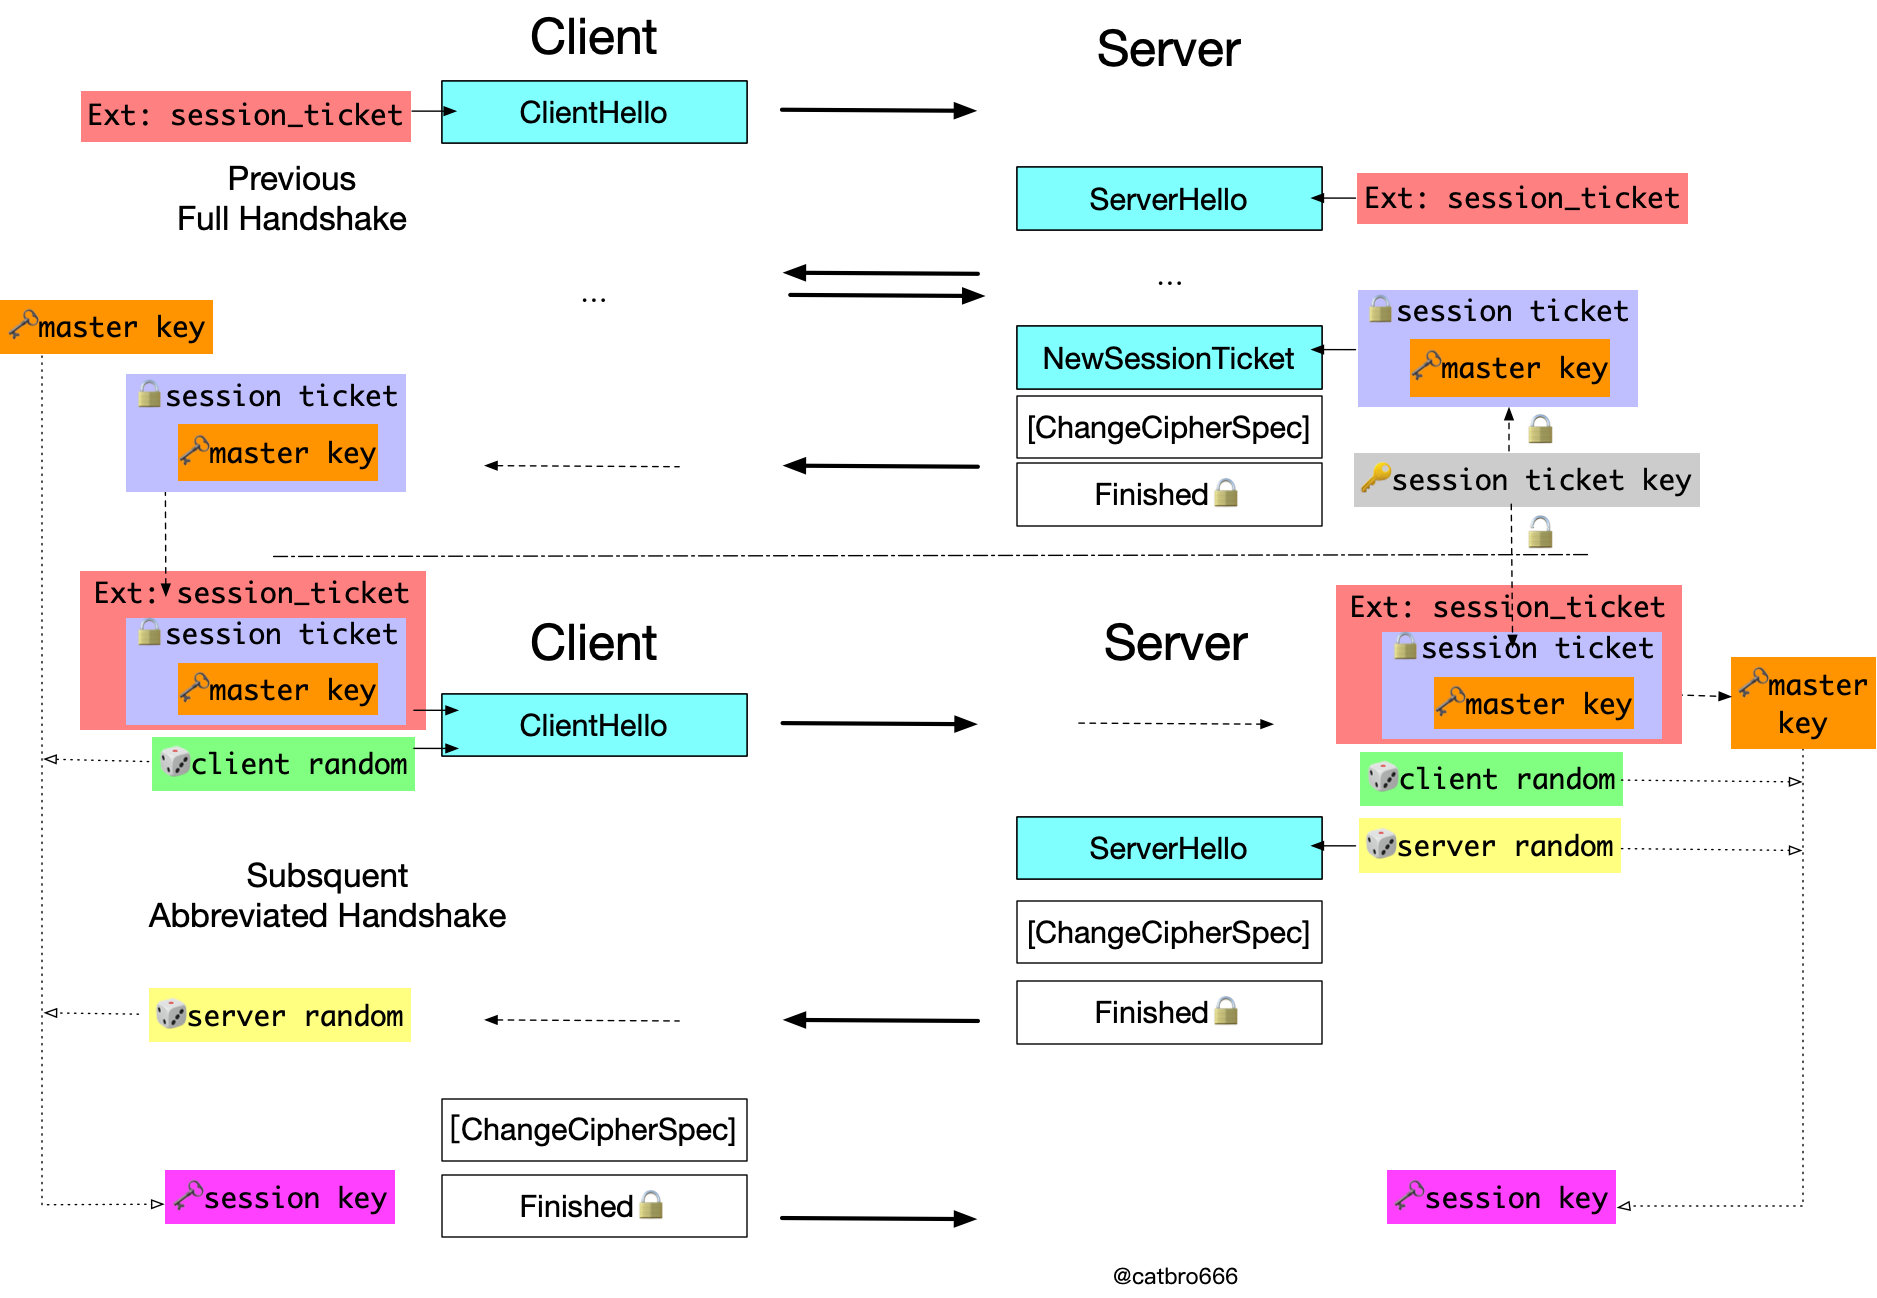 Client
Server
Ext: session_ticket
ClientHello
Previous
Full Handshake
ServerHello
Ext: session_ticket
...
...
master key
session ticket
master key
NewSessionTicket
session ticket
master key
[ChangeCipherSpec]
session ticket key
Finished
Ext: session_ticket
session ticket
master key
Client
Server
Ext: session_ticket
session ticket
master key
master
key
ClientHello
client random
client random
ServerHello
server random
Subsquent
Abbreviated Handshake
[ChangeCipherSpec]
server random
Finished
[ChangeCipherSpec]
session key
Finished
session key
@catbro666